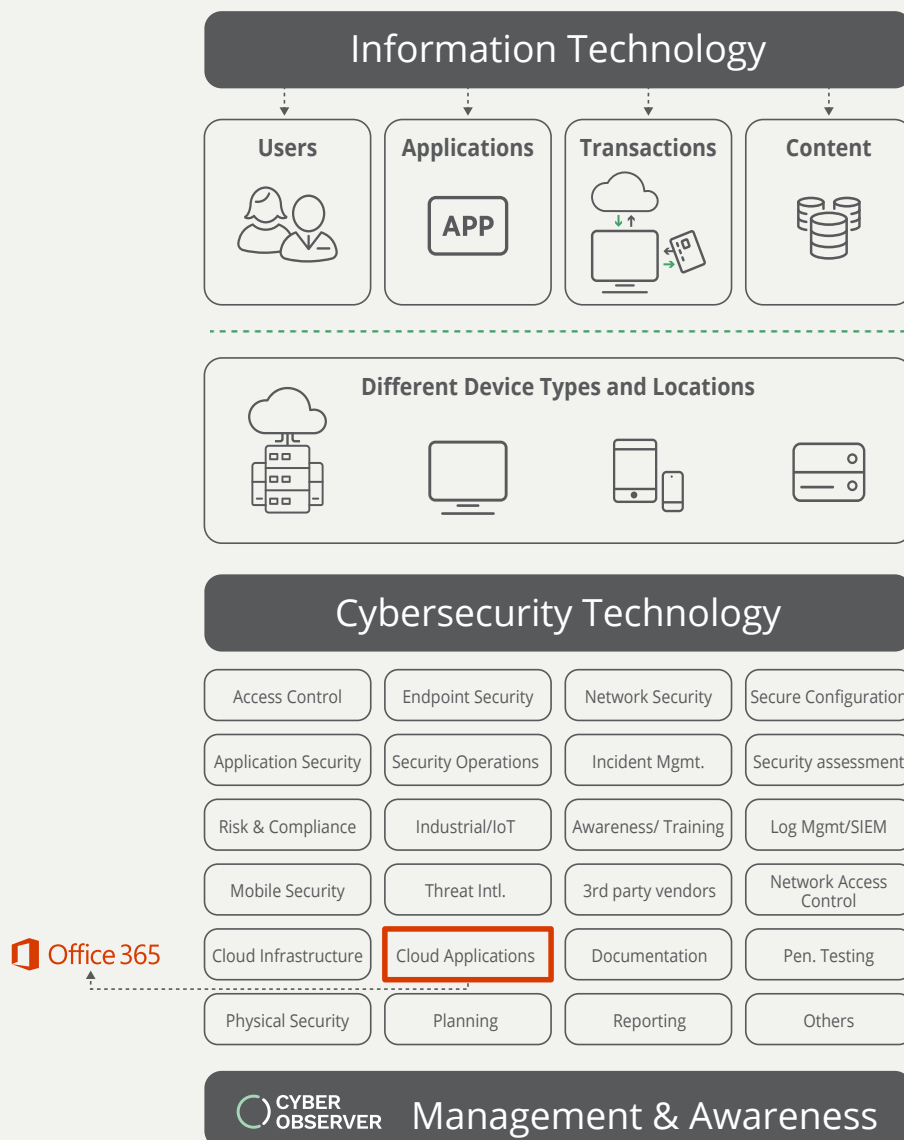 Information Technology
Users
Applications
Transactions
Content
APP
Different Device Types and Locations
Cybersecurity Technology
Access Control
Endpoint Security
Network Security
Secure Configuration
Application Security
Security Operations
Incident Mgmt.
Security assessment
Risk & Compliance
Industrial/IoT
Awareness/ Training
Log Mgmt/SIEM
Mobile Security
Threat Intl.
3rd party vendors
Network Access
Control
Office 365
Cloud Infrastructure
Cloud Applications
Documentation
Pen. Testing
Physical Security
Planning
Reporting
Others
CYBER
OBSERVER
Management & Awareness